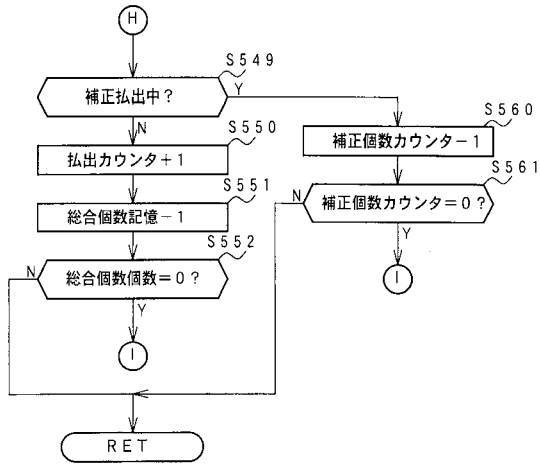 H
S549
補正払出中？
Y
N
S550
払出カウンタ＋1
S551
総合個数記憶－1
S552
総合個数個数＝0？
N
Y
I
S560
補正個数カウンタ－1
S561
補正個数カウンタ＝0？
N
Y
I
RET